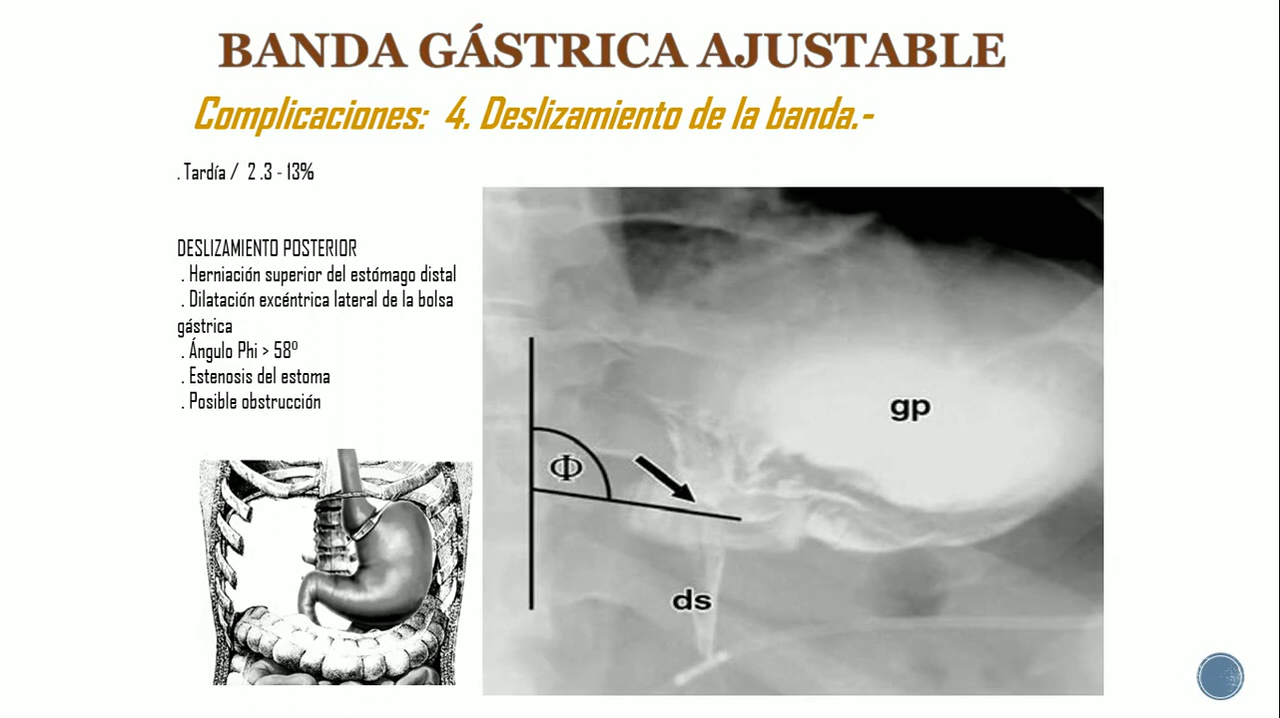 BANDA GÁSTRICA AJUSTABLE
Complicaciones: 4. Deslizamiento de la banda.-
. Tardía / 2 .3 - 13%
DESLIZAMIENTO POSTERIOR
. Herniación superior del estómago distal
. Dilatación excéntrica lateral de la bolsa
gástrica
. Ángulo Phi > 58º
. Estenosis del estoma
. Posible obstrucción
gp
Φ
ds